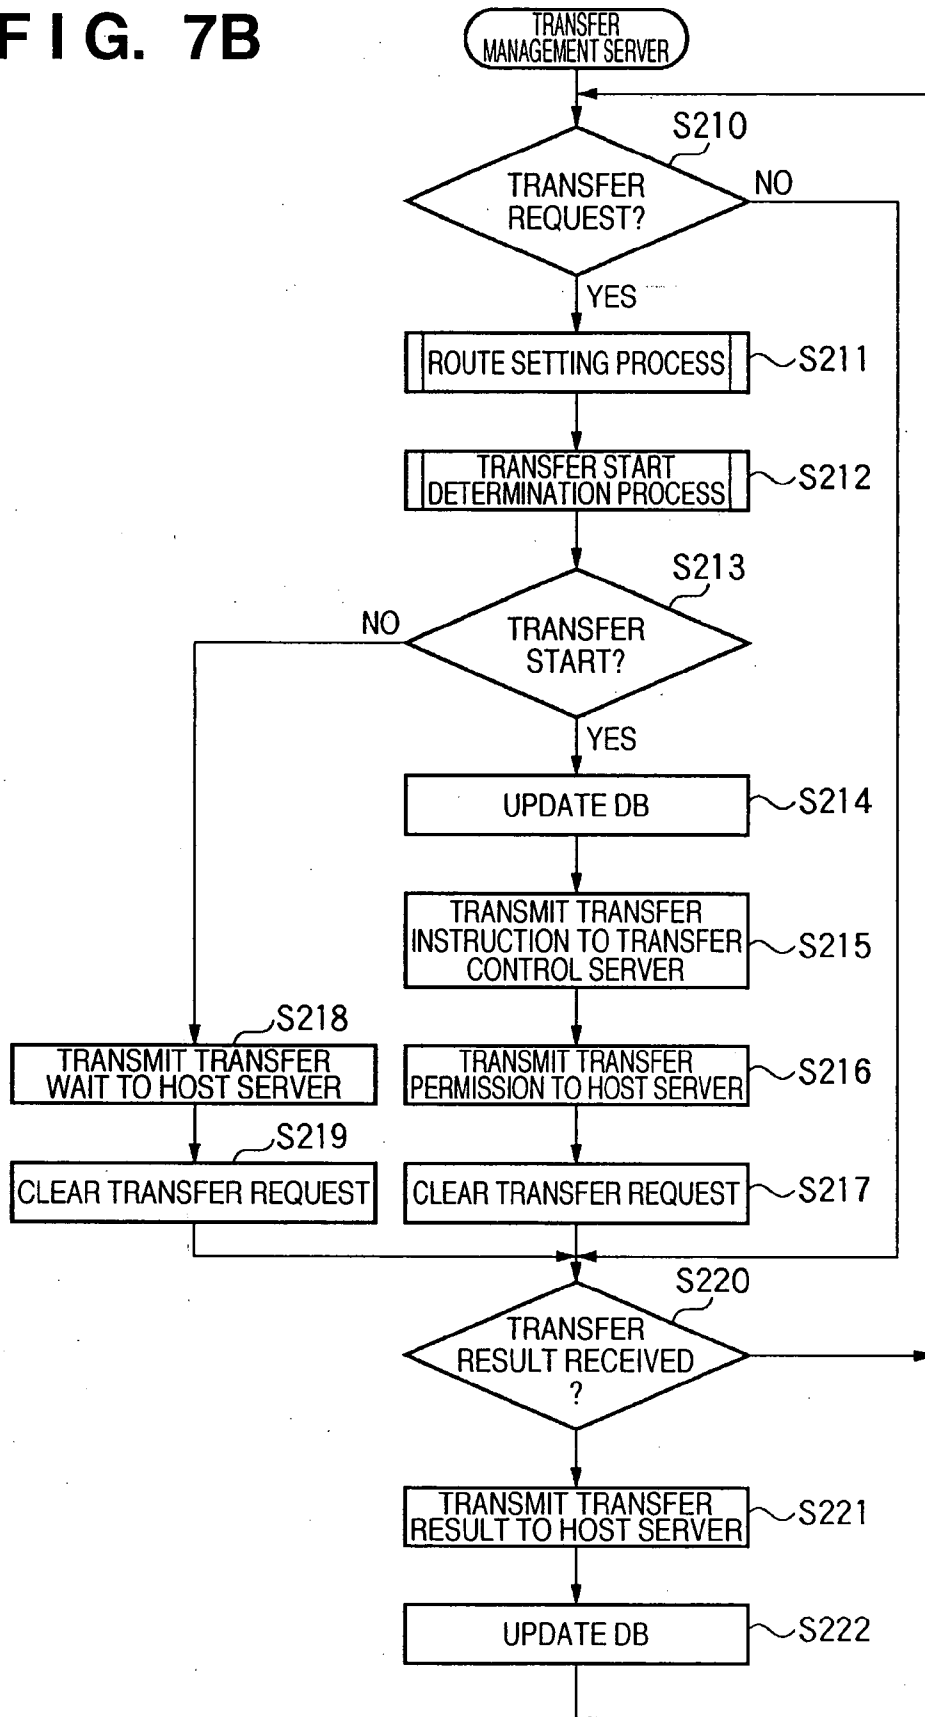 FIG. 7B
TRANSFER
MANAGEMENT SERVER
S210
TRANSFER
REQUEST?
NO
YES
ROUTE SETTING PROCESS
S211
TRANSFER START
DETERMINATION PROCESS
S212
S213
NO
TRANSFER
START?
YES
UPDATE DB
S214
TRANSMIT TRANSFER
INSTRUCTION TO TRANSFER
CONTROL SERVER
S215
S218
TRANSMIT TRANSFER
WAIT TO HOST SERVER
TRANSMIT TRANSFER
PERMISSION TO HOST SERVER
S216
S219
CLEAR TRANSFER REQUEST
CLEAR TRANSFER REQUEST
S217
S220
TRANSFER
RESULT RECEIVED
?
TRANSMIT TRANSFER
RESULT TO HOST SERVER
S221
UPDATE DB
S222